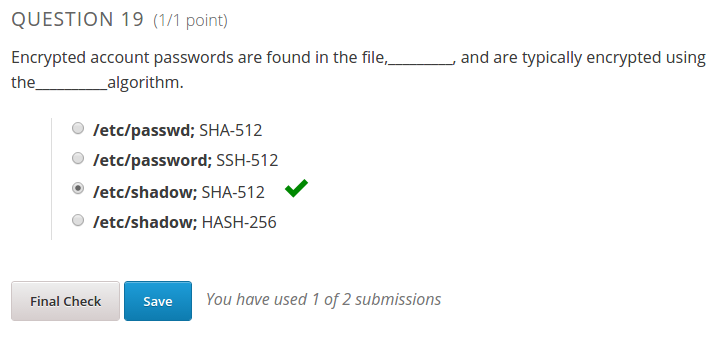 QUESTION 19 (1/1 point)
Encrypted account passwords are found in the file,_________, and are typically encrypted using
the__________algorithm.
/etc/passwd; SHA-512
/etc/password; SSH-512
/etc/shadow; SHA-512
/etc/shadow; HASH-256
Final Check Save You have used 1 of 2 submissions